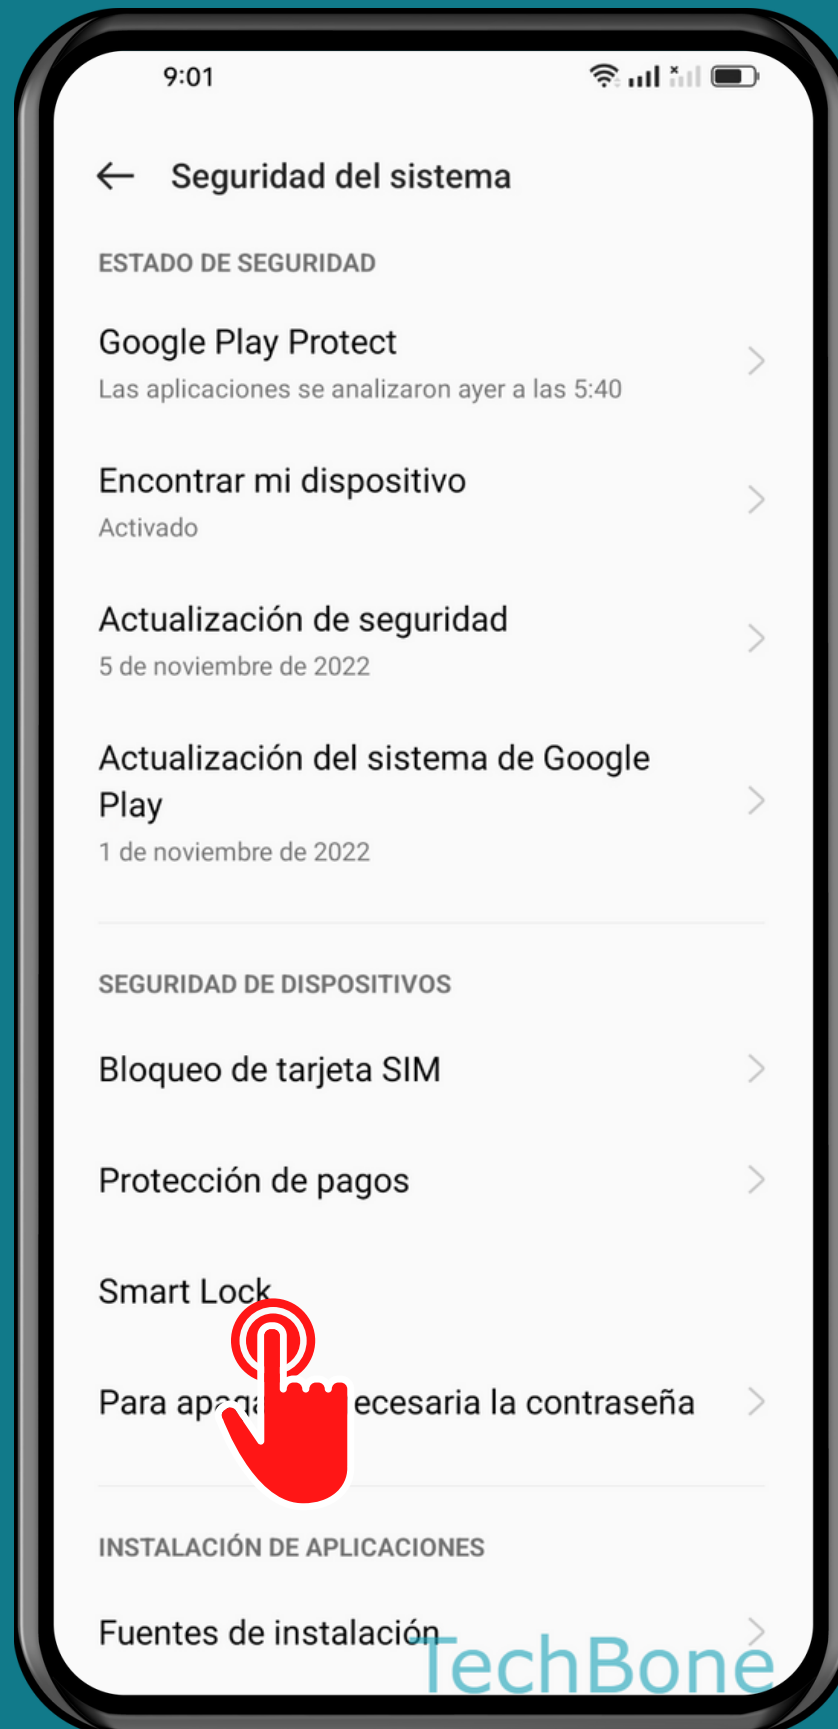 9:01
Seguridad del sistema
ESTADO DE SEGURIDAD
Google Play Protect
Las aplicaciones se analizaron ayer a las 5:40
Encontrar mi dispositivo
Activado
Actualización de seguridad
5 de noviembre de 2022
Actualización del sistema de Google
Play
1 de noviembre de 2022
SEGURIDAD DE DISPOSITIVOS
Bloqueo de tarjeta SIM
Protección de pagos
Smart Lock
Para la contraseña
INSTALACIÓN DE APLICACIONES
Fuentes de instalación
TechBone